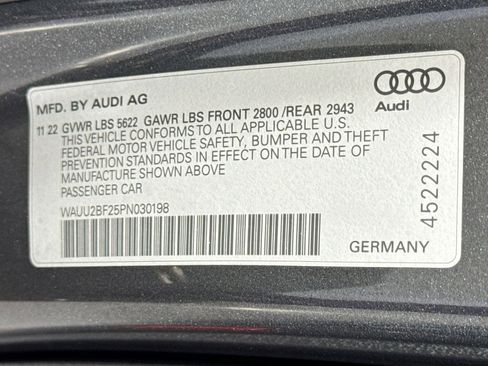 MFD. BY AUDI AG
11 22 GVWR LBS 5622 GAWR LBS FRONT 2800 /REAR 2943
THIS VEHICLE CONFORMS TO ALL APPLICABLE U.S.
FEDERAL MOTOR VEHICLE SAFETY, BUMPER AND THEFT
PREVENTION STANDARDS IN EFFECT ON THE DATE OF
MANUFACTURE SHOWN ABOVE
PASSENGER CAR
WAUU2BF25PN030198
Audi
4522224
GERMANY